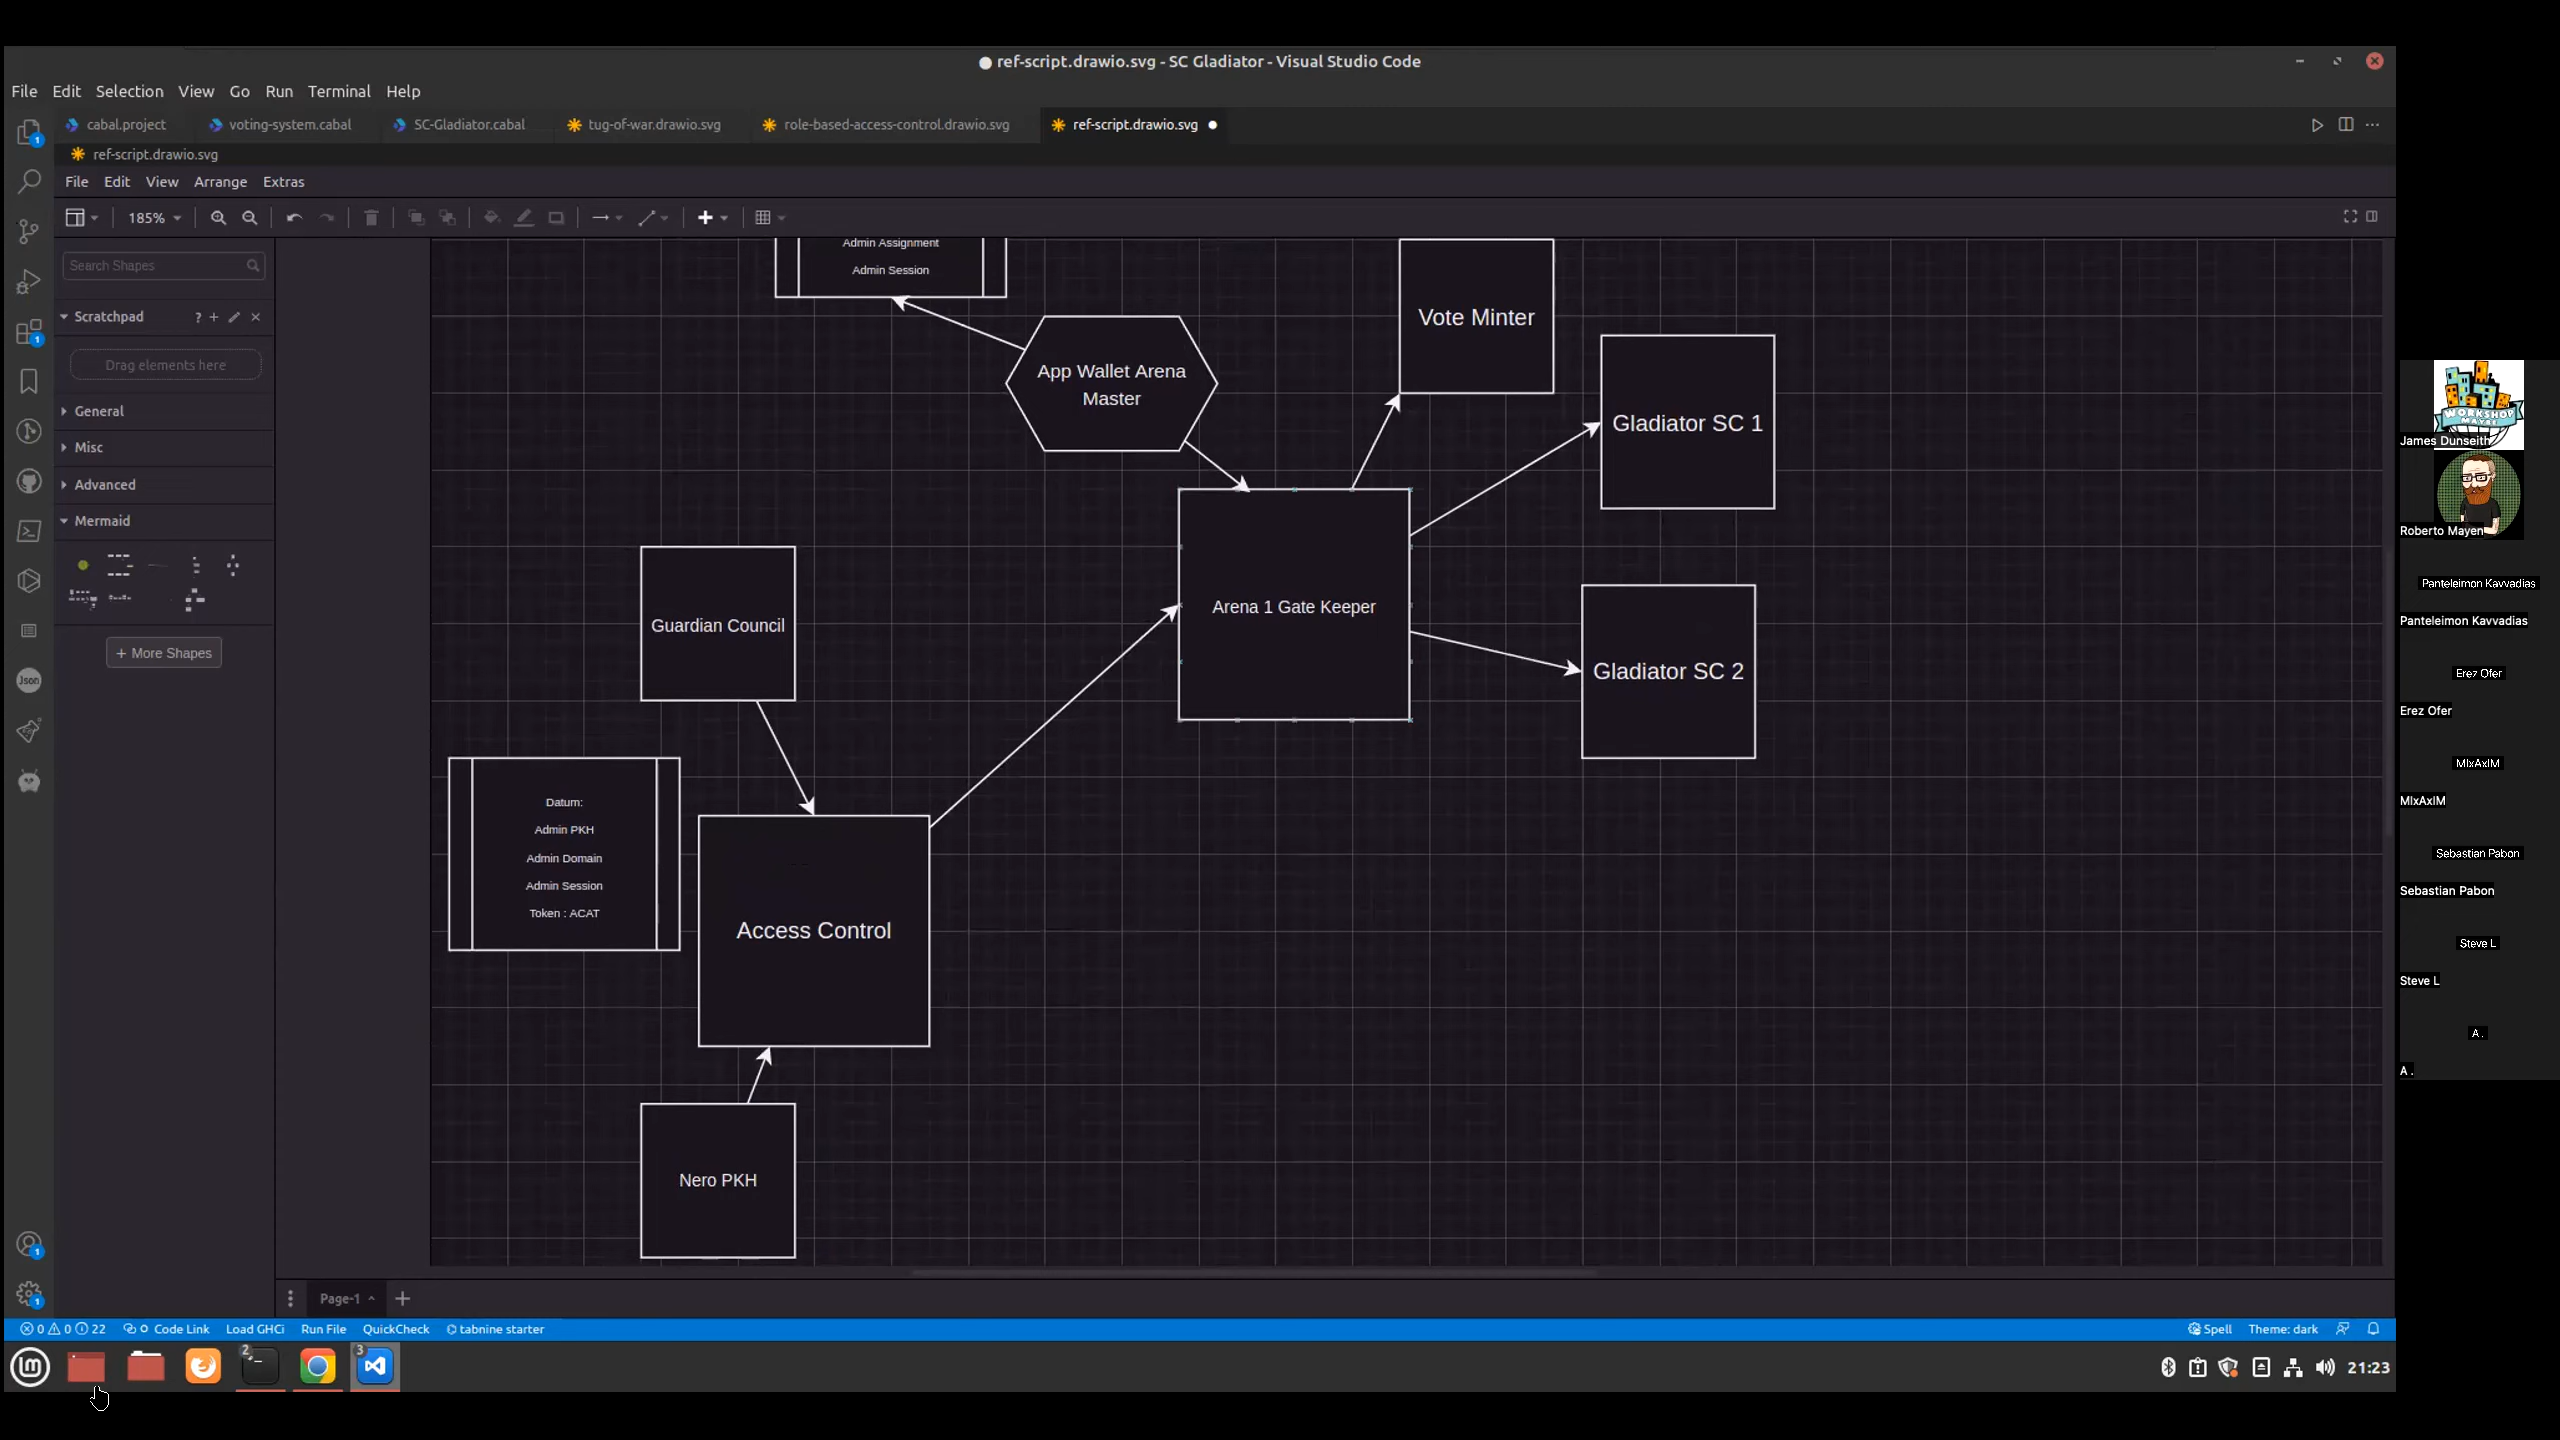 ● ref-script.drawio.svg - SC Gladiator - Visual Studio Code
File Edit Selection View Go Run Terminal Help
cabal.project voting-system.cabal SC-Gladiator.cabal tug-of-war.drawio.svg role-based-access-control.drawio.svg ref-script.drawio.svg ●
ref-script.drawio.svg
File Edit View Arrange Extras
185%
Search Shapes
Scratchpad ? + ×
Drag elements here
General
Misc
Advanced
Mermaid
+ More Shapes
Json
Admin Assignment
Admin Session
App Wallet Arena
Master
Vote Minter
Gladiator SC 1
Arena 1 Gate Keeper
Gladiator SC 2
Guardian Council
Datum:
Admin PKH
Admin Domain
Admin Session
Token : ACAT
Access Control
Nero PKH
WORKSHOP
MAYBE
James Dunseith
Roberto Mayen
Panteleimon Kavvadias
Panteleimon Kavvadias
Erez Ofer
Erez Ofer
MIxAxIM
MIxAxIM
Sebastian Pabon
Sebastian Pabon
Steve L
Steve L
A .
A .
Page-1
0 0 22 Code Link Load GHCi Run File QuickCheck tabnine starter Spell Theme: dark
2 3 21:23